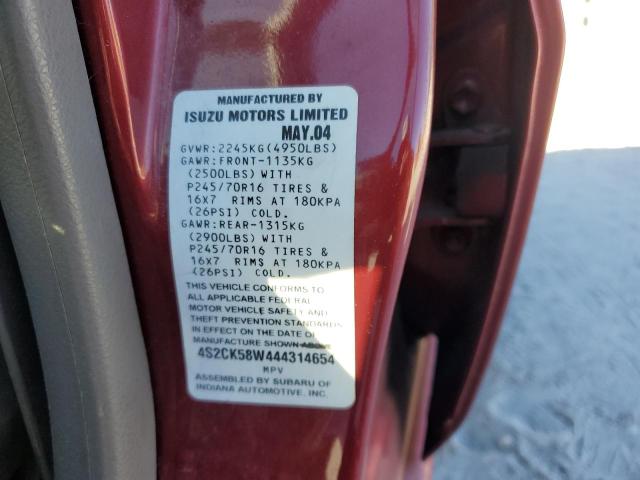 MANUFACTURED BY
ISUZU MOTORS LIMITED
MAY.04
GVWR:2245KG(4950LBS)
GAWR:FRONT-1135KG
(2500LBS) WITH
P245/70R16 TIRES &
16X7 RIMS AT 180KPA
(26PSI) COLD.
GAWR:REAR-1315KG
(2900LBS) WITH
P245/70R16 TIRES &
16X7 RIMS AT 180KPA
(26PSI) COLD.
THIS VEHICLE CONFORMS TO
ALL APPLICABLE FEDERAL
MOTOR VEHICLE SAFETY AND
THEFT PREVENTION STANDARDS
IN EFFECT ON THE DATE OF
MANUFACTURE SHOWN ABOVE.
4S2CK58W444314654
MPV
ASSEMBLED BY SUBARU OF
INDIANA AUTOMOTIVE, INC.